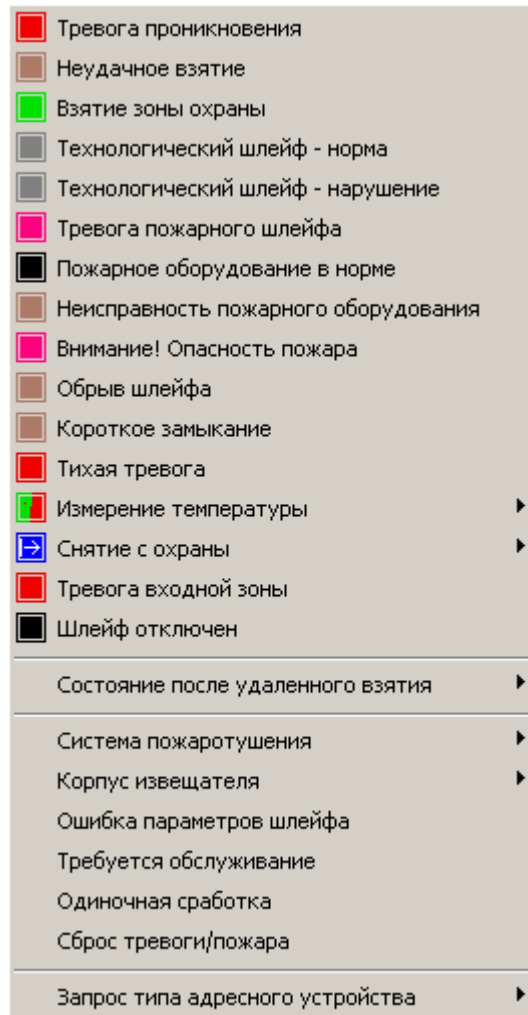 Тревога проникновения
Неудачное взятие
Взятие зоны охраны
Технологический шлейф - норма
Технологический шлейф - нарушение
Тревога пожарного шлейфа
Пожарное оборудование в норме
Неисправность пожарного оборудования
Внимание! Опасность пожара
Обрыв шлейфа
Короткое замыкание
Тихая тревога
Измерение температуры
Снятие с охраны
Тревога входной зоны
Шлейф отключен
Состояние после удаленного взятия
Система пожаротушения
Корпус извещателя
Ошибка параметров шлейфа
Требуется обслуживание
Одиночная сработка
Сброс тревоги/пожара
Запрос типа адресного устройства